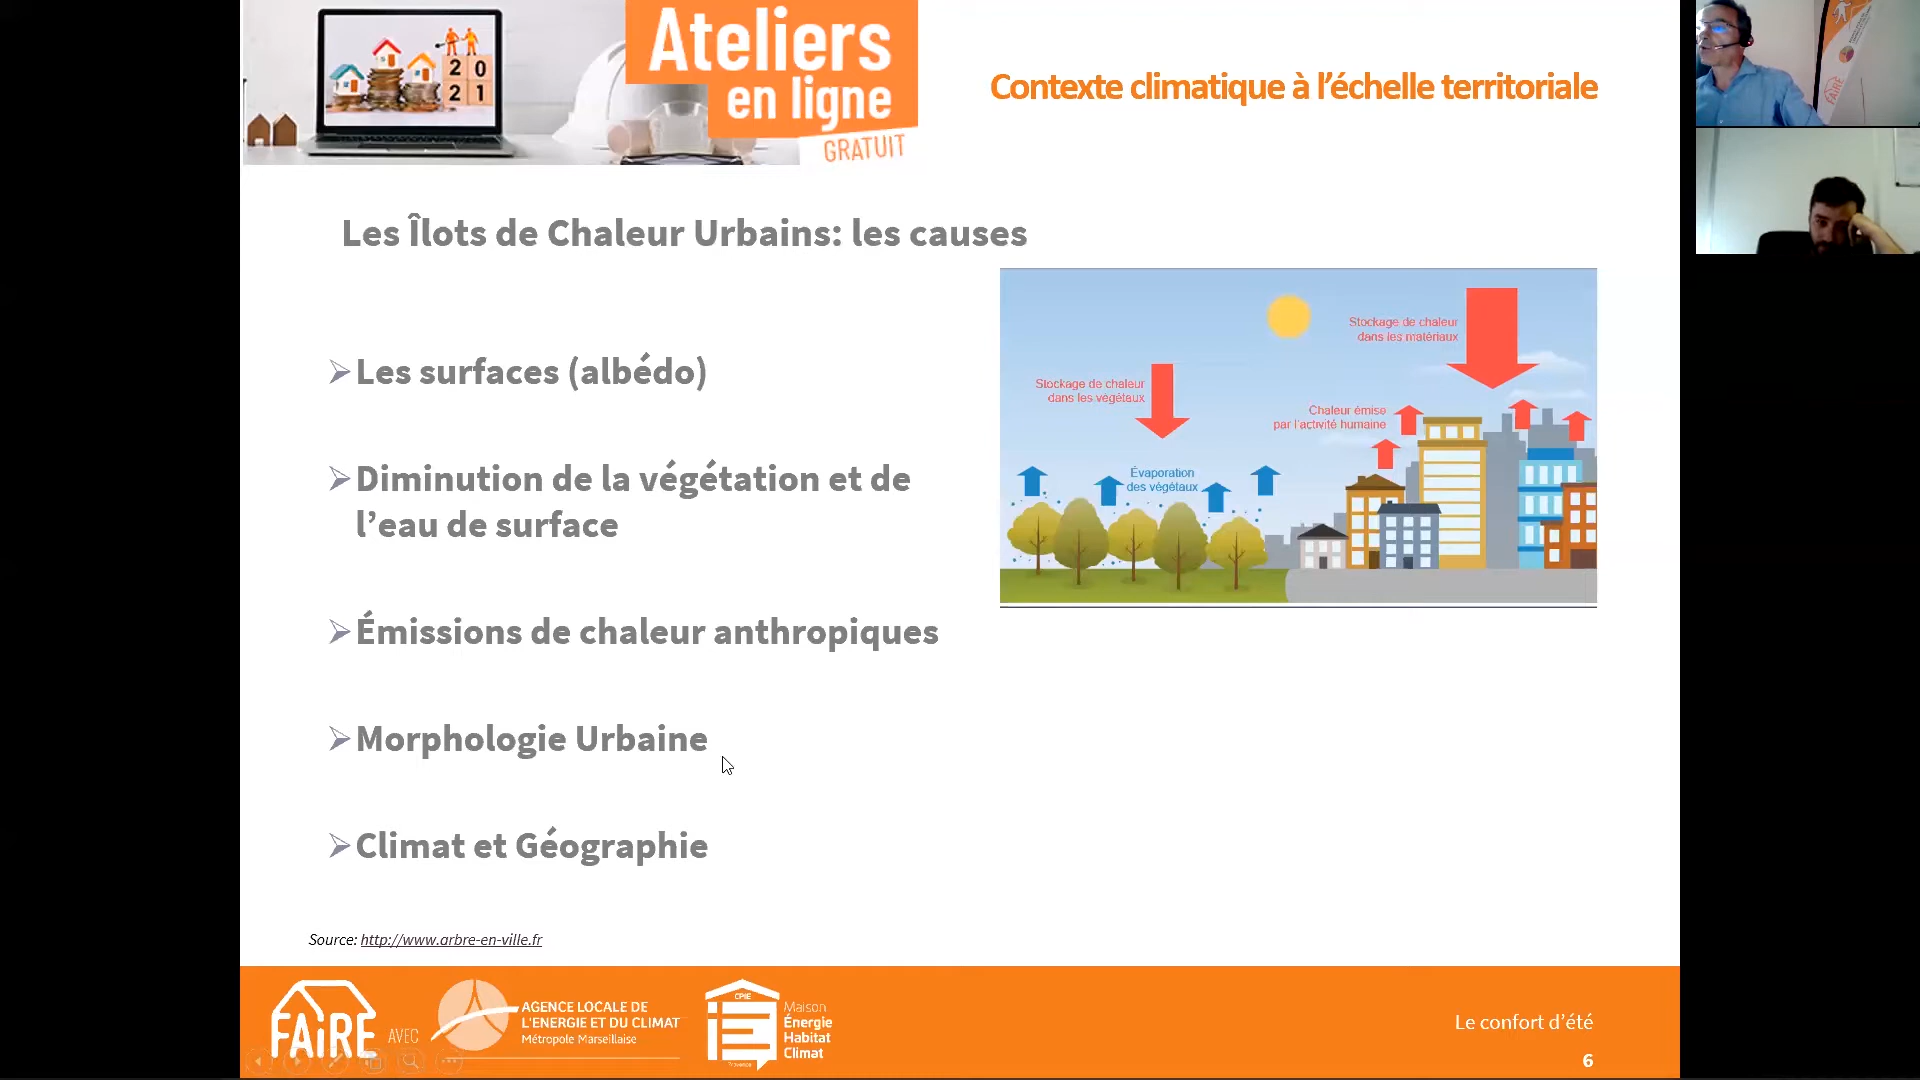 Ateliers
en ligne
GRATUIT
20
21
Contexte climatique à l'échelle territoriale
Les Îlots de Chaleur Urbains: les causes
➢Les surfaces (albédo)
➢Diminution de la végétation et de
l'eau de surface
➢Émissions de chaleur anthropiques
➢Morphologie Urbaine
➢Climat et Géographie
Stockage de chaleur
dans les matériaux
Stockage de chaleur
dans les végétaux
Chaleur émise
par l'activité humaine
Évaporation
des végétaux
Source: http://www.arbre-en-ville.fr
FAiRE
AVEC
AGENCE LOCALE DE
L'ENERGIE ET DU CLIMAT
Métropole Marseillaise
CPIE
Provence
Maison
Énergie
Habitat
Climat
Le confort d'été
6
FAiRE